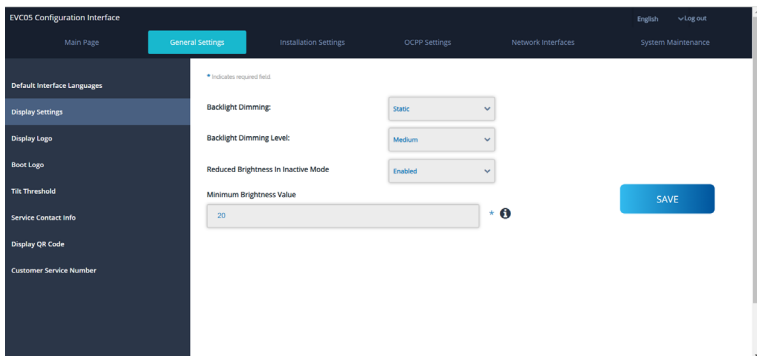 EVC05 Configuration Interface
English
Log out
Main Page
General Settings
Installation Settings
OCPP Settings
Network Interfaces
System Maintenance
Default Interface Languages
Display Settings
Display Logo
Boot Logo
Tilt Threshold
Service Contact Info
Display QR Code
Customer Service Number
* Indicates required field
Backlight Dimming:
Static
Backlight Dimming Level:
Medium
Reduced Brightness In Inactive Mode
Enabled
Minimum Brightness Value
20
*
SAVE